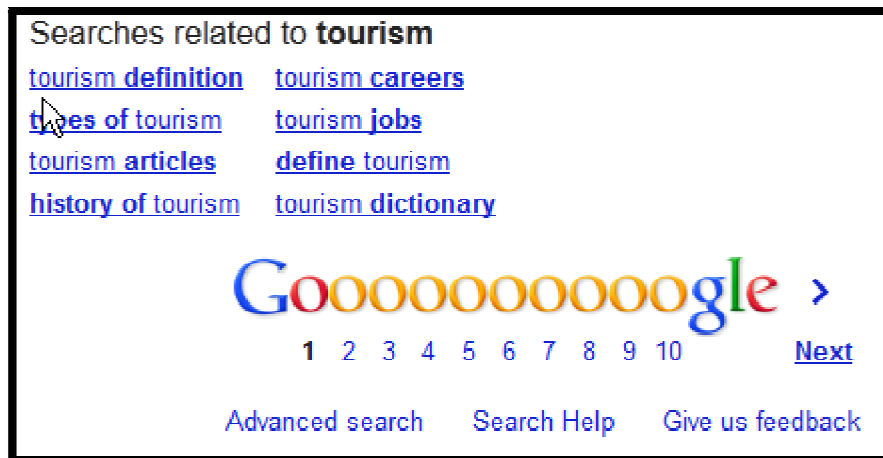 Searches related to tourism
tourism definition tourism careers
types of tourism tourism jobs
tourism articles define tourism
history of tourism tourism dictionary
Goooooooooogle >
1 2 3 4 5 6 7 8 9 10 Next
Advanced search Search Help Give us feedback